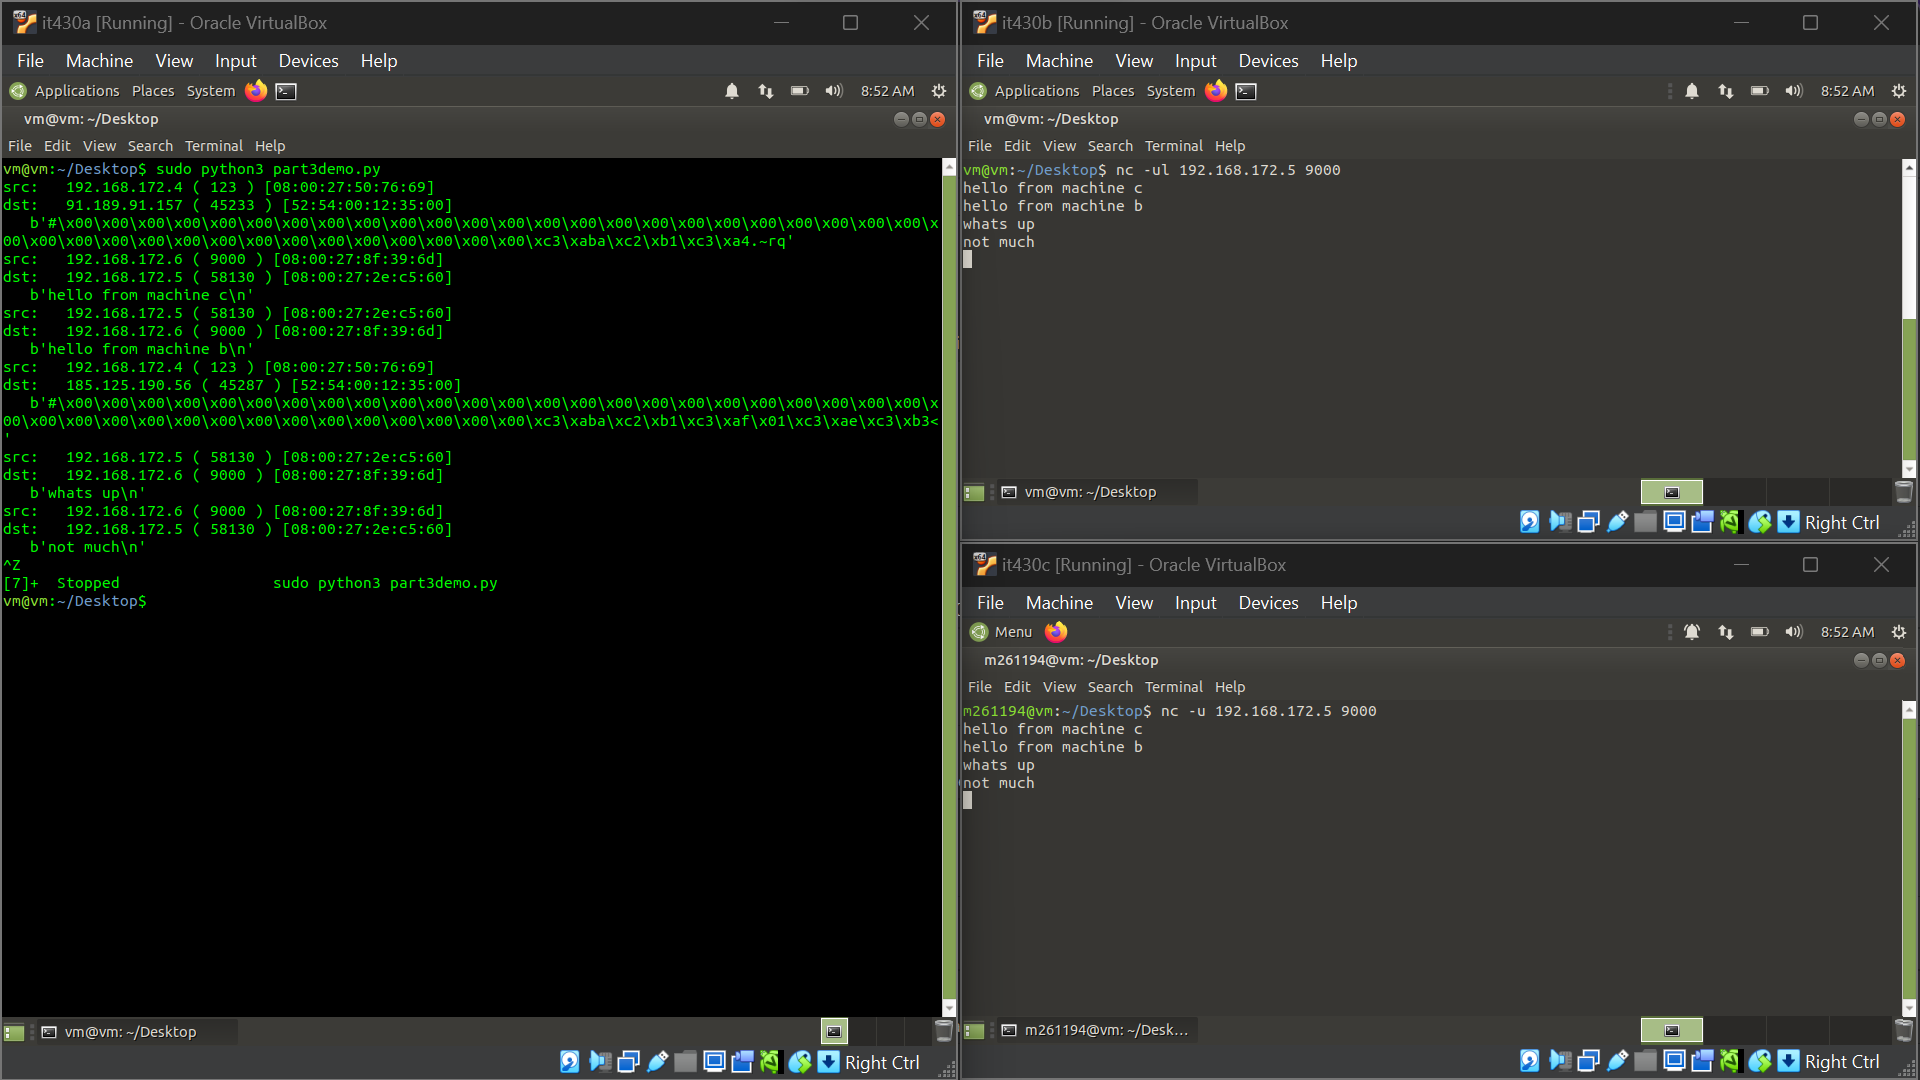 it430a [Running] - Oracle VirtualBox
File Machine View Input Devices Help
Applications Places System 8:52 AM
vm@vm: ~/Desktop
File Edit View Search Terminal Help
vm@vm:~/Desktop$ sudo python3 part3demo.py
src:   192.168.172.4 ( 123 ) [08:00:27:50:76:69]
dst:   91.189.91.157 ( 45233 ) [52:54:00:12:35:00]
   b'#\x00\x00\x00\x00\x00\x00\x00\x00\x00\x00\x00\x00\x00\x00\x00\x00\x00\x00\x00\x00\x00\x00\x00\x00\x
00\x00\x00\x00\x00\x00\x00\x00\x00\x00\x00\x00\x00\x00\xc3\xaba\xc2\xb1\xc3\xa4.~rq'
src:   192.168.172.6 ( 9000 ) [08:00:27:8f:39:6d]
dst:   192.168.172.5 ( 58130 ) [08:00:27:2e:c5:60]
   b'hello from machine c\n'
src:   192.168.172.5 ( 58130 ) [08:00:27:2e:c5:60]
dst:   192.168.172.6 ( 9000 ) [08:00:27:8f:39:6d]
   b'hello from machine b\n'
src:   192.168.172.4 ( 123 ) [08:00:27:50:76:69]
dst:   185.125.190.56 ( 45287 ) [52:54:00:12:35:00]
   b'#\x00\x00\x00\x00\x00\x00\x00\x00\x00\x00\x00\x00\x00\x00\x00\x00\x00\x00\x00\x00\x00\x00\x00\x00\x
00\x00\x00\x00\x00\x00\x00\x00\x00\x00\x00\x00\x00\x00\xc3\xaba\xc2\xb1\xc3\xaf\x01\xc3\xae\xc3\xb3<
'
src:   192.168.172.5 ( 58130 ) [08:00:27:2e:c5:60]
dst:   192.168.172.6 ( 9000 ) [08:00:27:8f:39:6d]
   b'whats up\n'
src:   192.168.172.6 ( 9000 ) [08:00:27:8f:39:6d]
dst:   192.168.172.5 ( 58130 ) [08:00:27:2e:c5:60]
   b'not much\n'
^Z
[7]+  Stopped                 sudo python3 part3demo.py
vm@vm:~/Desktop$
vm@vm: ~/Desktop
Right Ctrl
it430b [Running] - Oracle VirtualBox
File Machine View Input Devices Help
Applications Places System 8:52 AM
vm@vm: ~/Desktop
File Edit View Search Terminal Help
vm@vm:~/Desktop$ nc -ul 192.168.172.5 9000
hello from machine c
hello from machine b
whats up
not much
vm@vm: ~/Desktop
Right Ctrl
it430c [Running] - Oracle VirtualBox
File Machine View Input Devices Help
Menu 8:52 AM
m261194@vm: ~/Desktop
File Edit View Search Terminal Help
m261194@vm:~/Desktop$ nc -u 192.168.172.5 9000
hello from machine c
hello from machine b
whats up
not much
m261194@vm: ~/Desk...
Right Ctrl